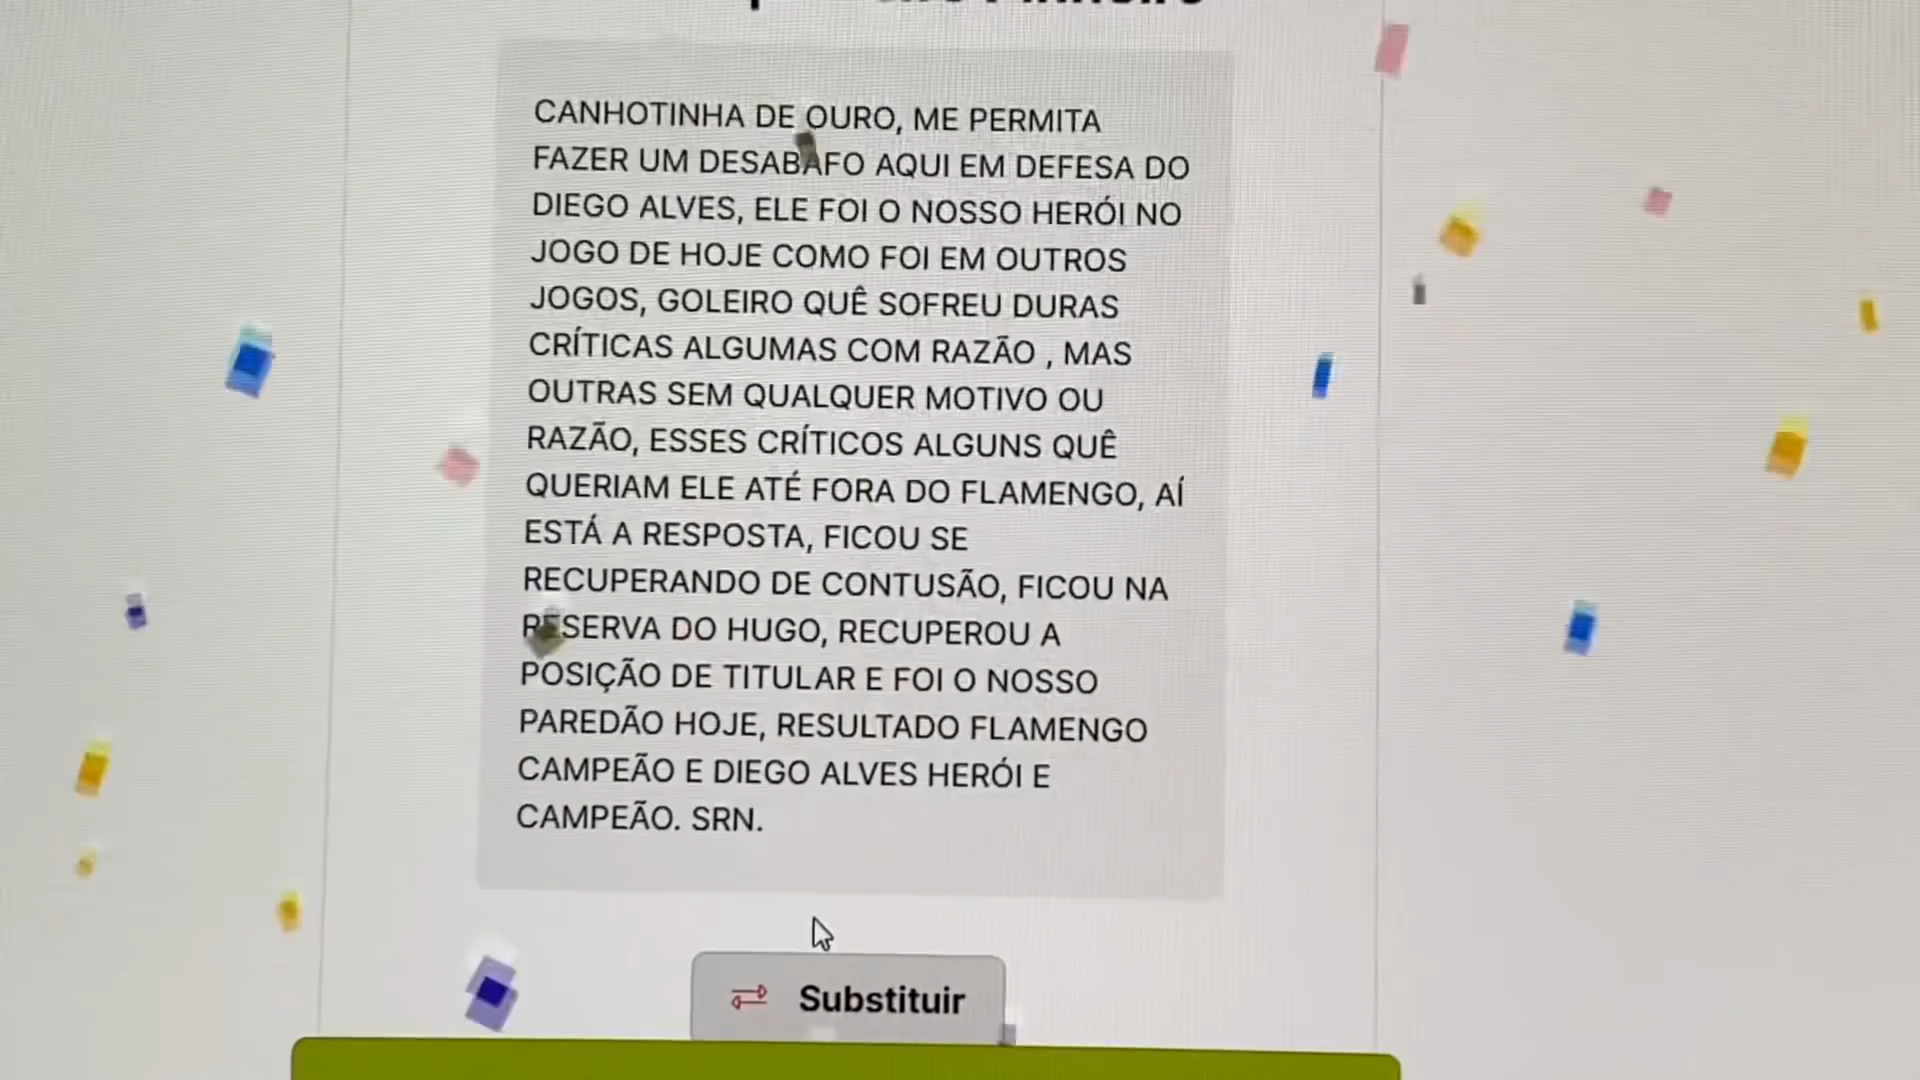 CANHOTINHA DE OURO, ME PERMITA
FAZER UM DESABAFO AQUI EM DEFESA DO
DIEGO ALVES, ELE FOI O NOSSO HERÓI NO
JOGO DE HOJE COMO FOI EM OUTROS
JOGOS, GOLEIRO QUÊ SOFREU DURAS
CRÍTICAS ALGUMAS COM RAZÃO , MAS
OUTRAS SEM QUALQUER MOTIVO OU
RAZÃO, ESSES CRÍTICOS ALGUNS QUÊ
QUERIAM ELE ATÉ FORA DO FLAMENGO, AÍ
ESTÁ A RESPOSTA, FICOU SE
RECUPERANDO DE CONTUSÃO, FICOU NA
RESERVA DO HUGO, RECUPEROU A
POSIÇÃO DE TITULAR E FOI O NOSSO
PAREDÃO HOJE, RESULTADO FLAMENGO
CAMPEÃO E DIEGO ALVES HERÓI E
CAMPEÃO. SRN.
Substituir